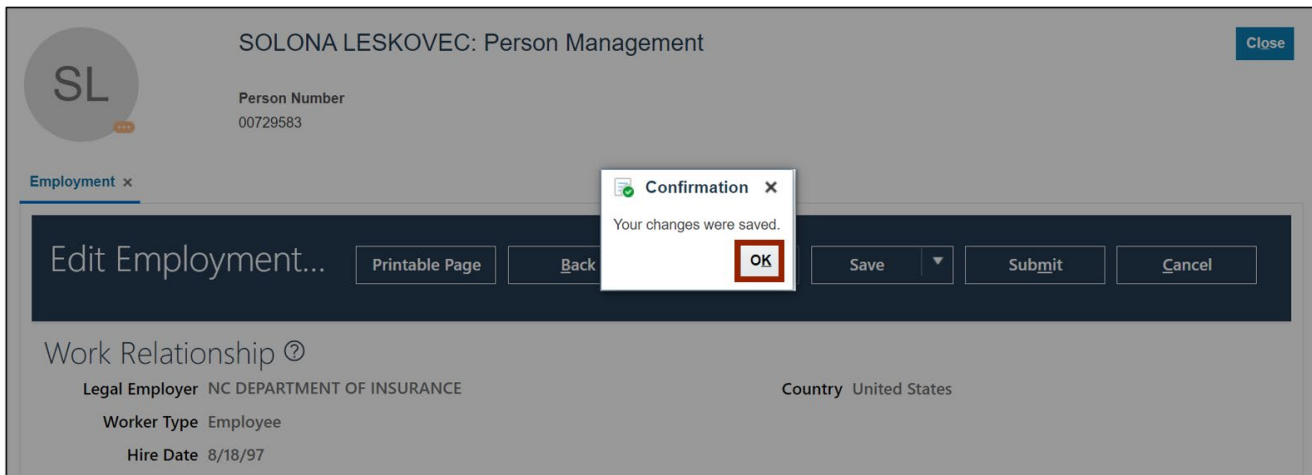 SL
SOLONA LESKOVEC: Person Management
Close
Person Number
00729583
Employment ×
Confirmation ×
Your changes were saved.
OK
Edit Employment... Printable Page Back Save Submit Cancel
Work Relationship ?
Legal Employer NC DEPARTMENT OF INSURANCE Country United States
Worker Type Employee
Hire Date 8/18/97